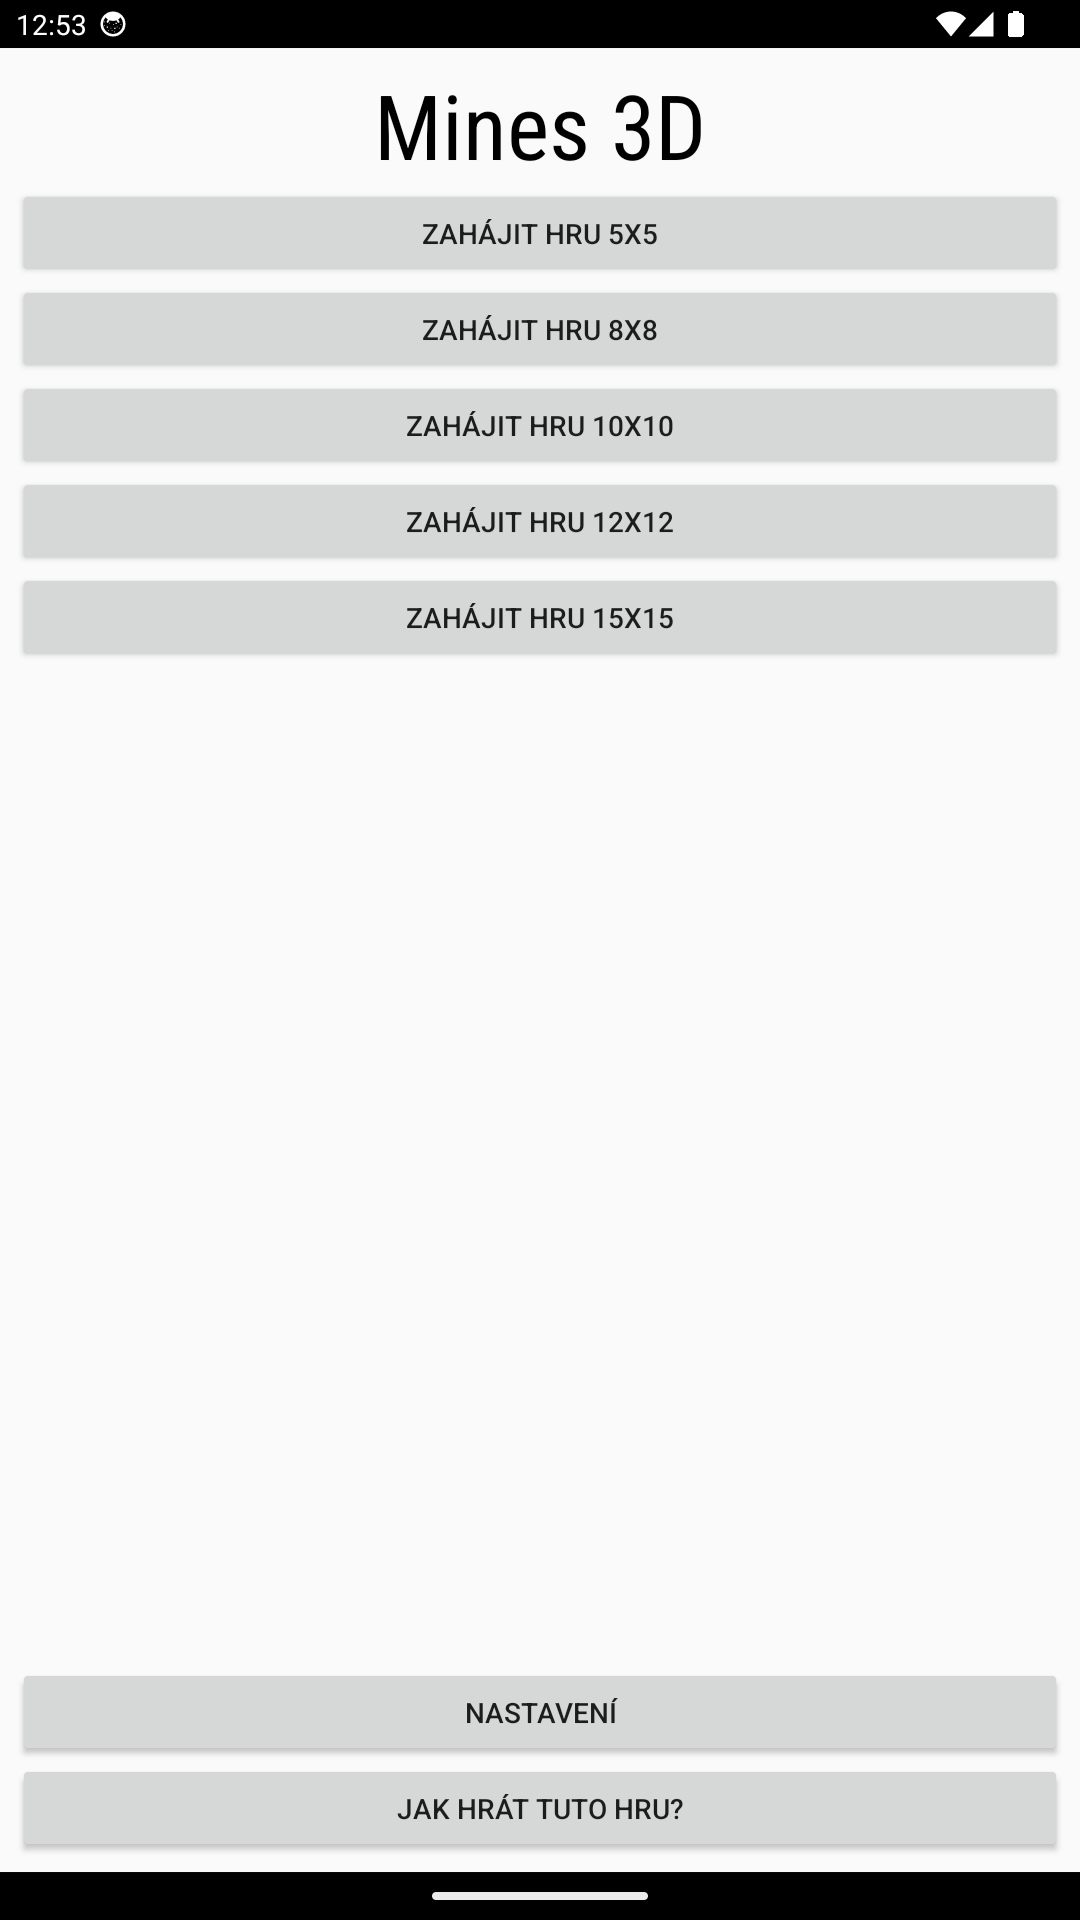 12:53
Mines 3D
ZAHÁJIT HRU 5X5
ZAHÁJIT HRU 8X8
ZAHÁJIT HRU 10X10
ZAHÁJIT HRU 12X12
ZAHÁJIT HRU 15X15
NASTAVENÍ
JAK HRÁT TUTO HRU?